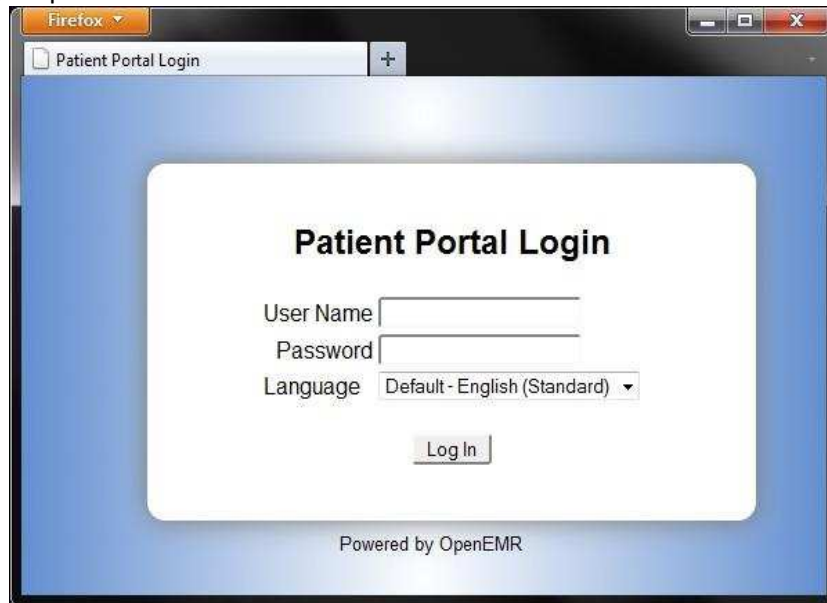 Firefox
Patient Portal Login
Patient Portal Login
User Name
Password
Language Default - English (Standard)
Log In
Powered by OpenEMR